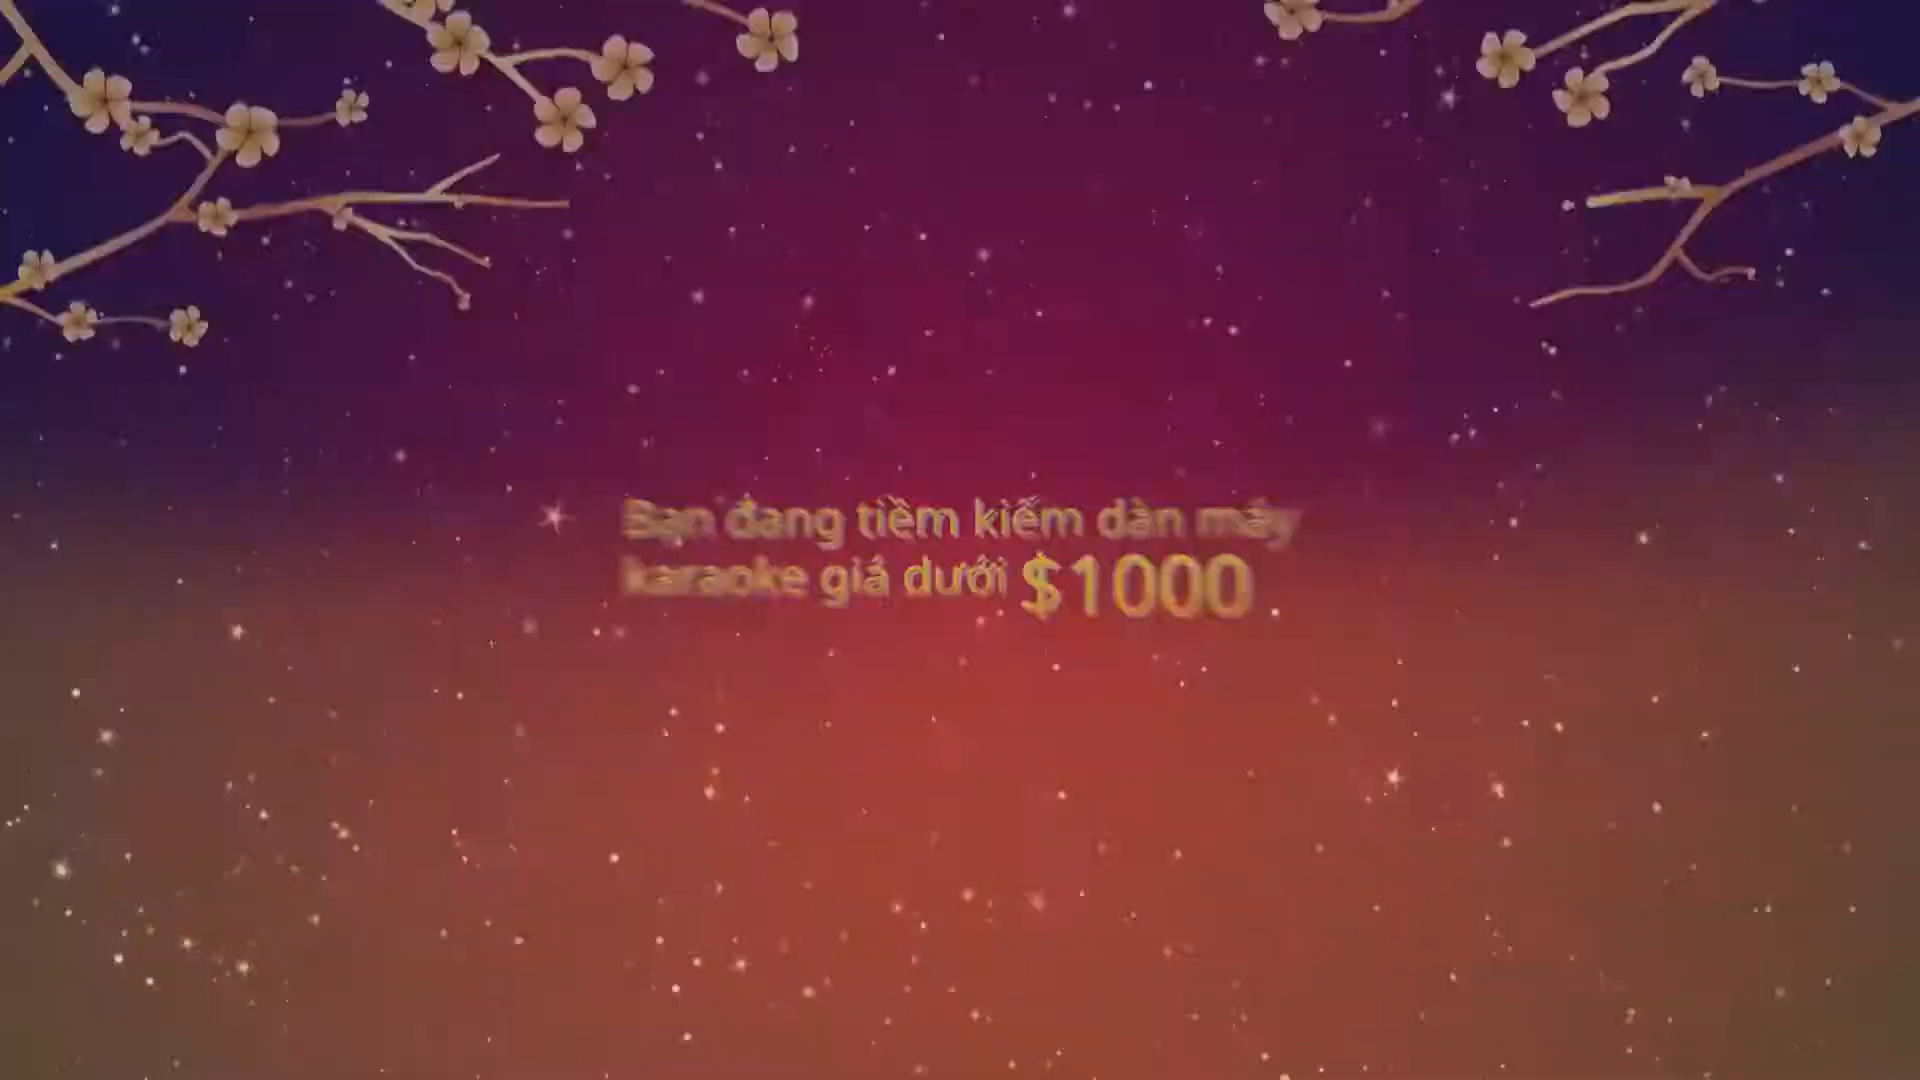 Bạn đang tiềm kiếm dàn máy
karaoke giá dưới $1000